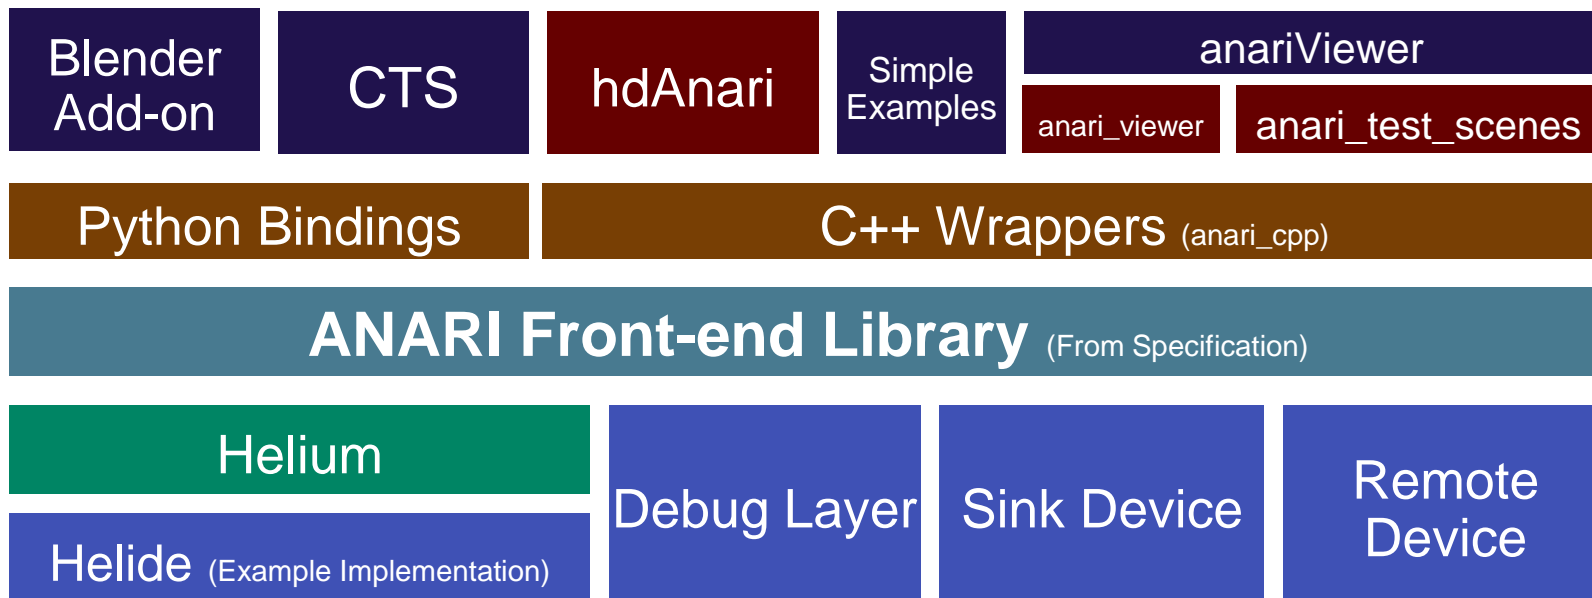 Blender
Add-on
CTS
hdAnari
Simple
Examples
anariViewer
anari_viewer
anari_test_scenes
Python Bindings
C++ Wrappers (anari_cpp)
ANARI Front-end Library (From Specification)
Helium
Helide (Example Implementation)
Debug Layer
Sink Device
Remote
Device